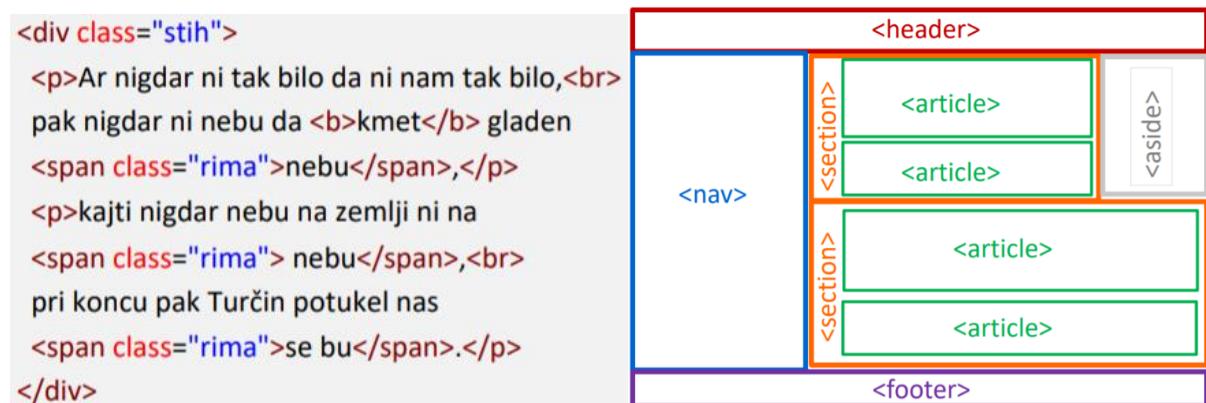 <div class="stih">
<p>Ar nigdar ni tak bilo da ni nam tak bilo,<br>
pak nigdar ni nebu da <b>kmet</b> gladen
<span class="rima">nebu</span>,</p>
<p>kajti nigdar nebu na zemlji ni na
<span class="rima"> nebu</span>,<br>
pri koncu pak Turčin potukel nas
<span class="rima">se bu</span>.</p>
</div>
<header>
<nav>
<section>
<article>
<article>
<aside>
<section>
<article>
<article>
<footer>